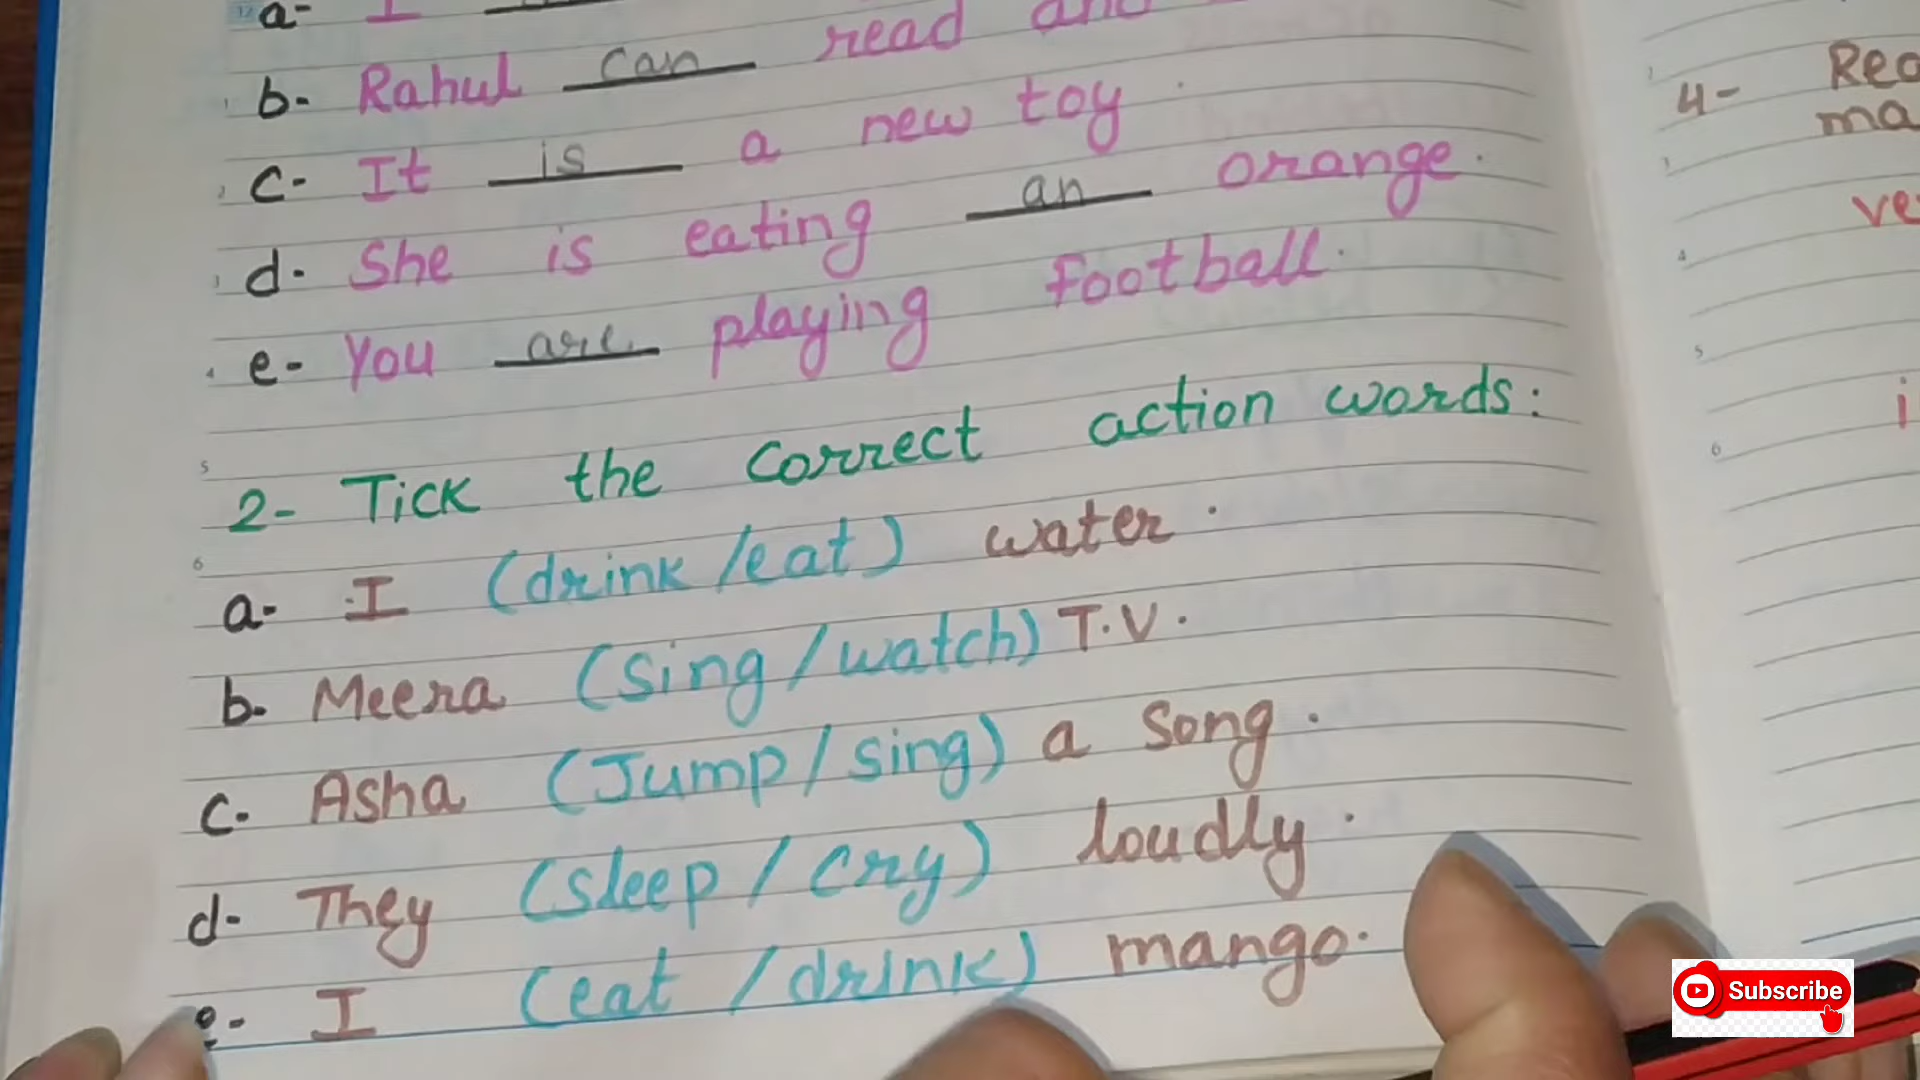 a- I
b- Rahul can read and
c- It is a new toy.
d. She is eating an orange.
e- You are playing Football.
2- Tick the correct action words:
a- I (drink/eat) water.
b. Meera (Sing/watch) T.V.
c. Asha (Jump/sing) a song.
d- They (sleep/cry) loudly.
e- I (eat/drink) mango.
4-
Subscribe